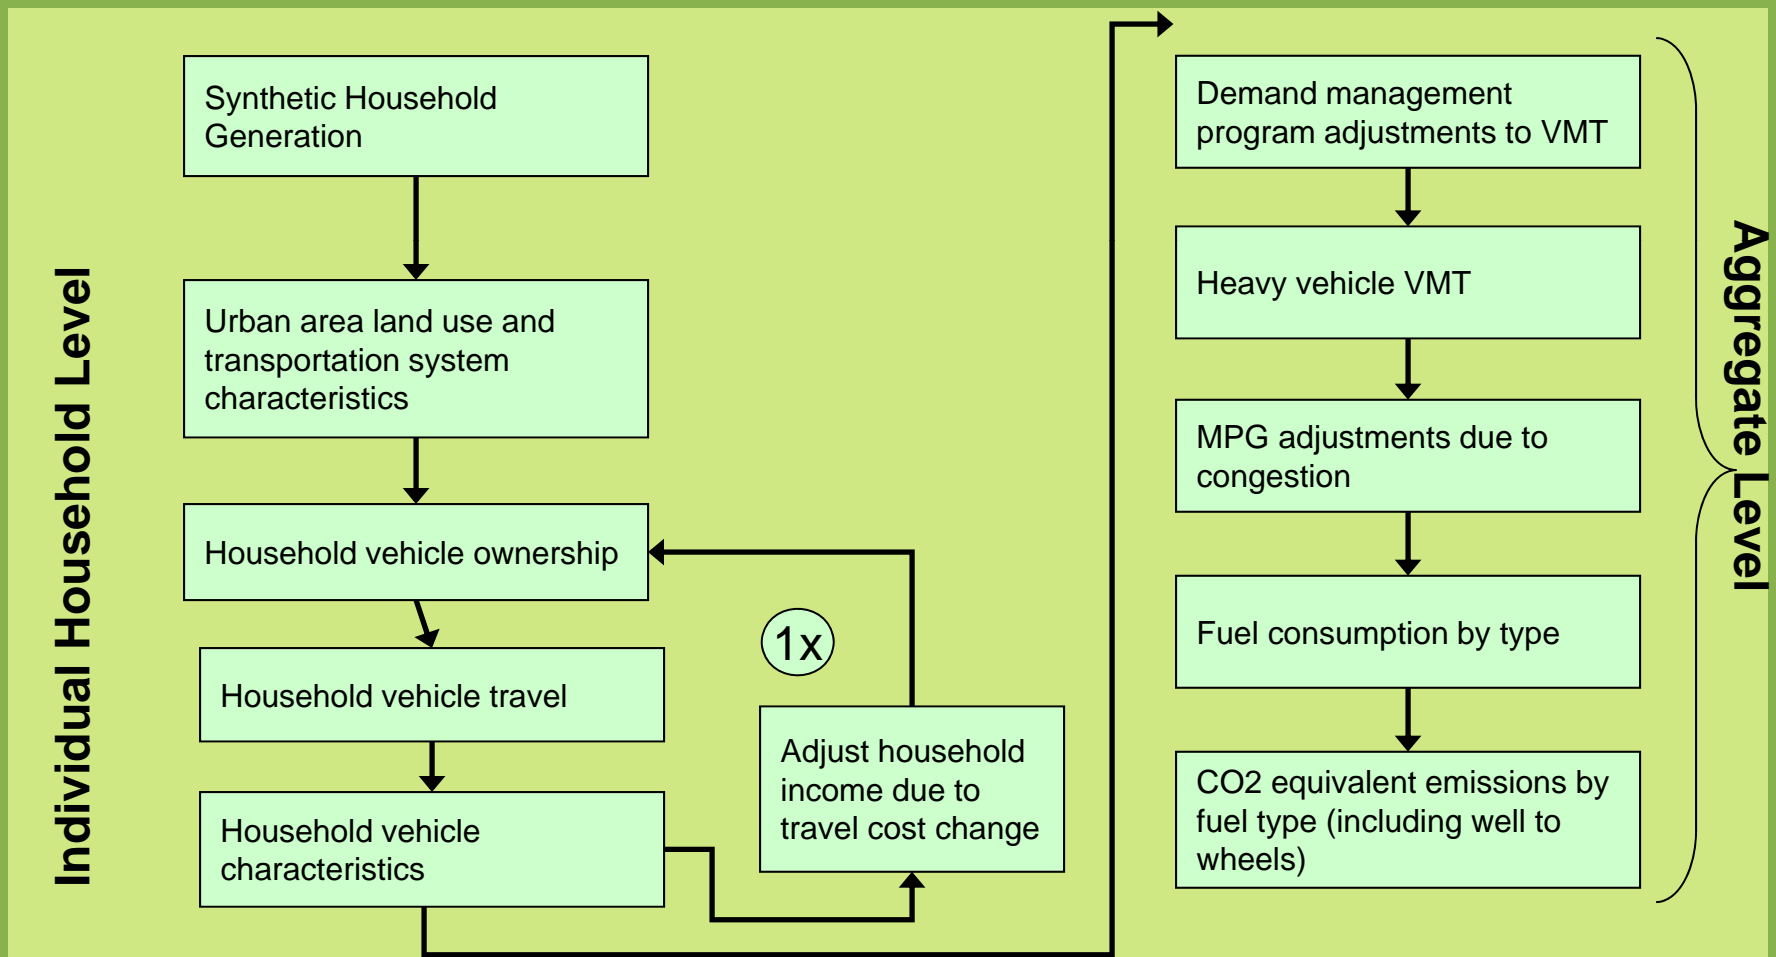 Individual Household Level
Synthetic Household
Generation
Urban area land use and
transportation system
characteristics
Household vehicle ownership
Household vehicle travel
Household vehicle
characteristics
1x
Adjust household
income due to
travel cost change
Demand management
program adjustments to VMT
Heavy vehicle VMT
MPG adjustments due to
congestion
Fuel consumption by type
CO2 equivalent emissions by
fuel type (including well to
wheels)
Aggregate Level